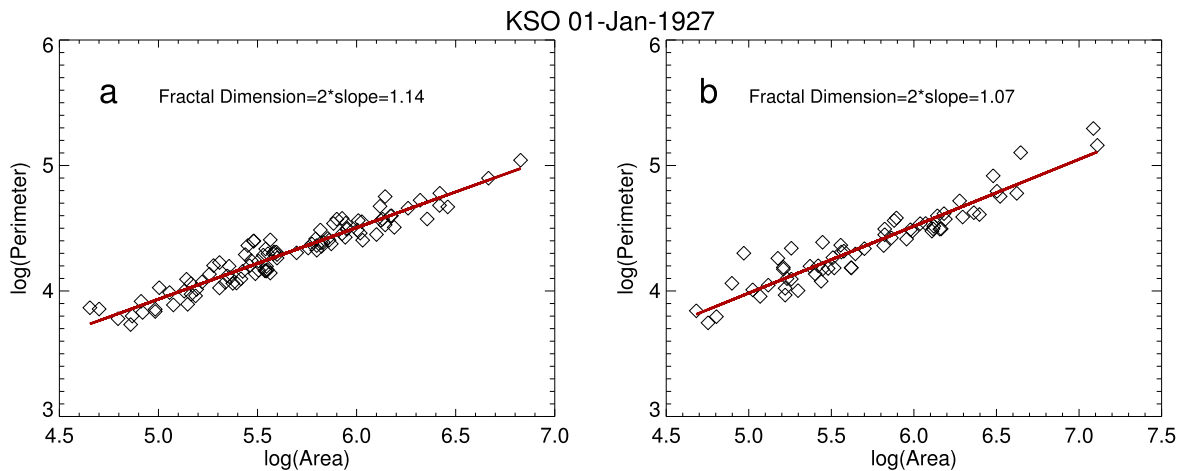 KSO 01-Jan-1927
a
Fractal Dimension=2*slope=1.14
log(Perimeter)
6
5
4
3
4.5 5.0 5.5 6.0 6.5 7.0
log(Area)
b
Fractal Dimension=2*slope=1.07
log(Perimeter)
6
5
4
3
4.5 5.0 5.5 6.0 6.5 7.0 7.5
log(Area)